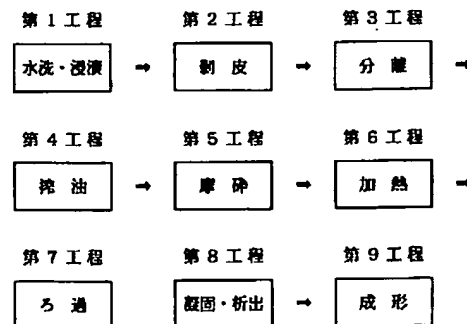 第1工程 第2工程 第3工程
水洗・浸漬 → 剥皮 → 分離 →
第4工程 第5工程 第6工程
搾油 → 摩砕 → 加熱 →
第7工程 第8工程 第9工程
ろ過 凝固・析出 → 成形